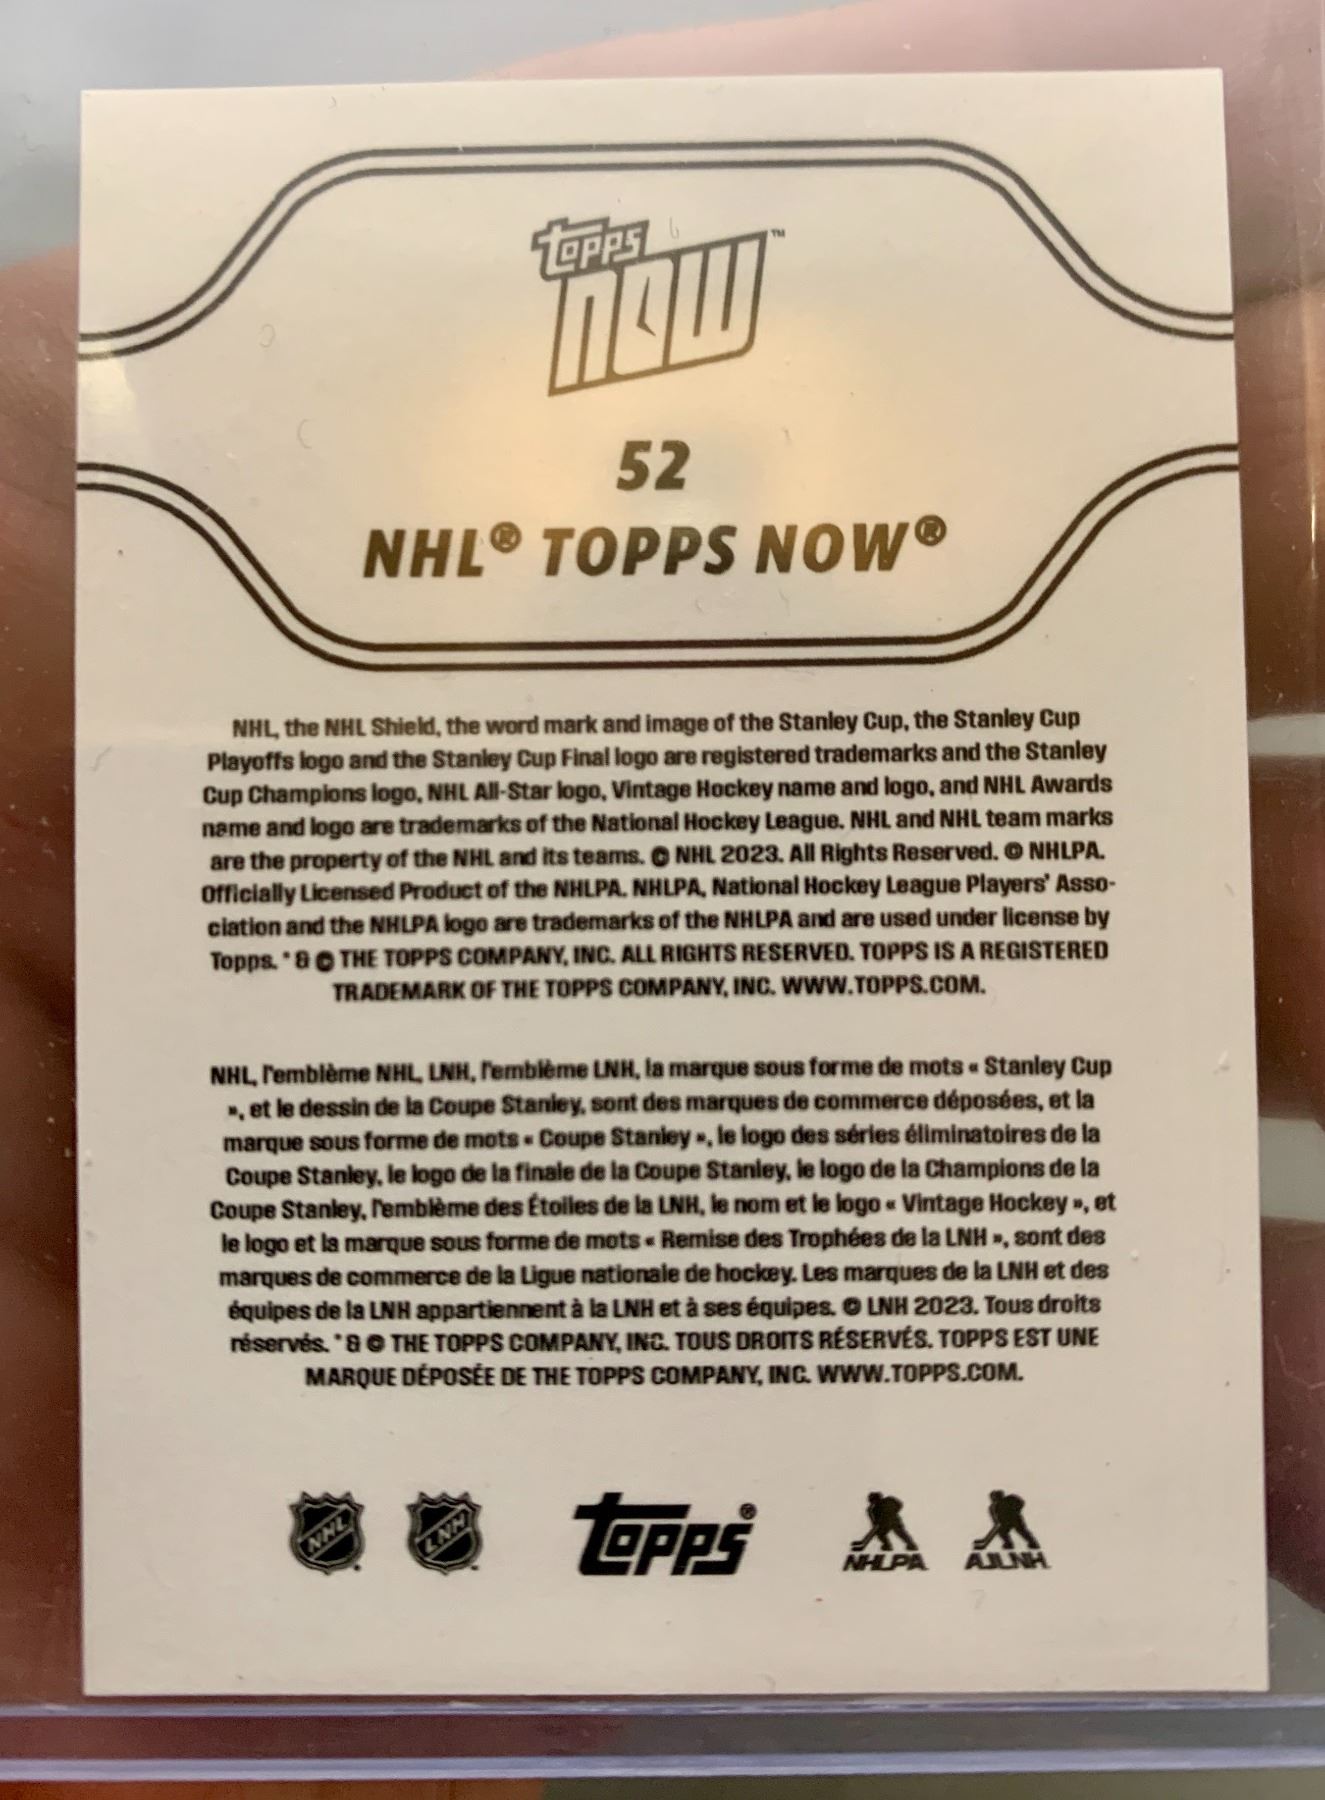 topps
now™
52
NHL® TOPPS NOW®
NHL, the NHL Shield, the word mark and image of the Stanley Cup, the Stanley Cup
Playoffs logo and the Stanley Cup Final logo are registered trademarks and the Stanley
Cup Champions logo, NHL All-Star logo, Vintage Hockey name and logo, and NHL Awards
name and logo are trademarks of the National Hockey League. NHL and NHL team marks
are the property of the NHL and its teams. © NHL 2023. All Rights Reserved. © NHLPA.
Officially Licensed Product of the NHLPA. NHLPA, National Hockey League Players' Asso-
ciation and the NHLPA logo are trademarks of the NHLPA and are used under license by
Topps. * & © THE TOPPS COMPANY, INC. ALL RIGHTS RESERVED. TOPPS IS A REGISTERED
TRADEMARK OF THE TOPPS COMPANY, INC. WWW.TOPPS.COM.
NHL, l'emblème NHL, LNH, l'emblème LNH, la marque sous forme de mots « Stanley Cup
», et le dessin de la Coupe Stanley, sont des marques de commerce déposées, et la
marque sous forme de mots « Coupe Stanley », le logo des séries éliminatoires de la
Coupe Stanley, le logo de la finale de la Coupe Stanley, le logo de la Champions de la
Coupe Stanley, l'emblème des Étoiles de la LNH, le nom et le logo « Vintage Hockey », et
le logo et la marque sous forme de mots « Remise des Trophées de la LNH », sont des
marques de commerce de la Ligue nationale de hockey. Les marques de la LNH et des
équipes de la LNH appartiennent à la LNH et à ses équipes. © LNH 2023. Tous droits
réservés. * & © THE TOPPS COMPANY, INC. TOUS DROITS RÉSERVÉS. TOPPS EST UNE
MARQUE DÉPOSÉE DE THE TOPPS COMPANY, INC. WWW.TOPPS.COM.
NHL LNH topps® NHLPA AJLNH